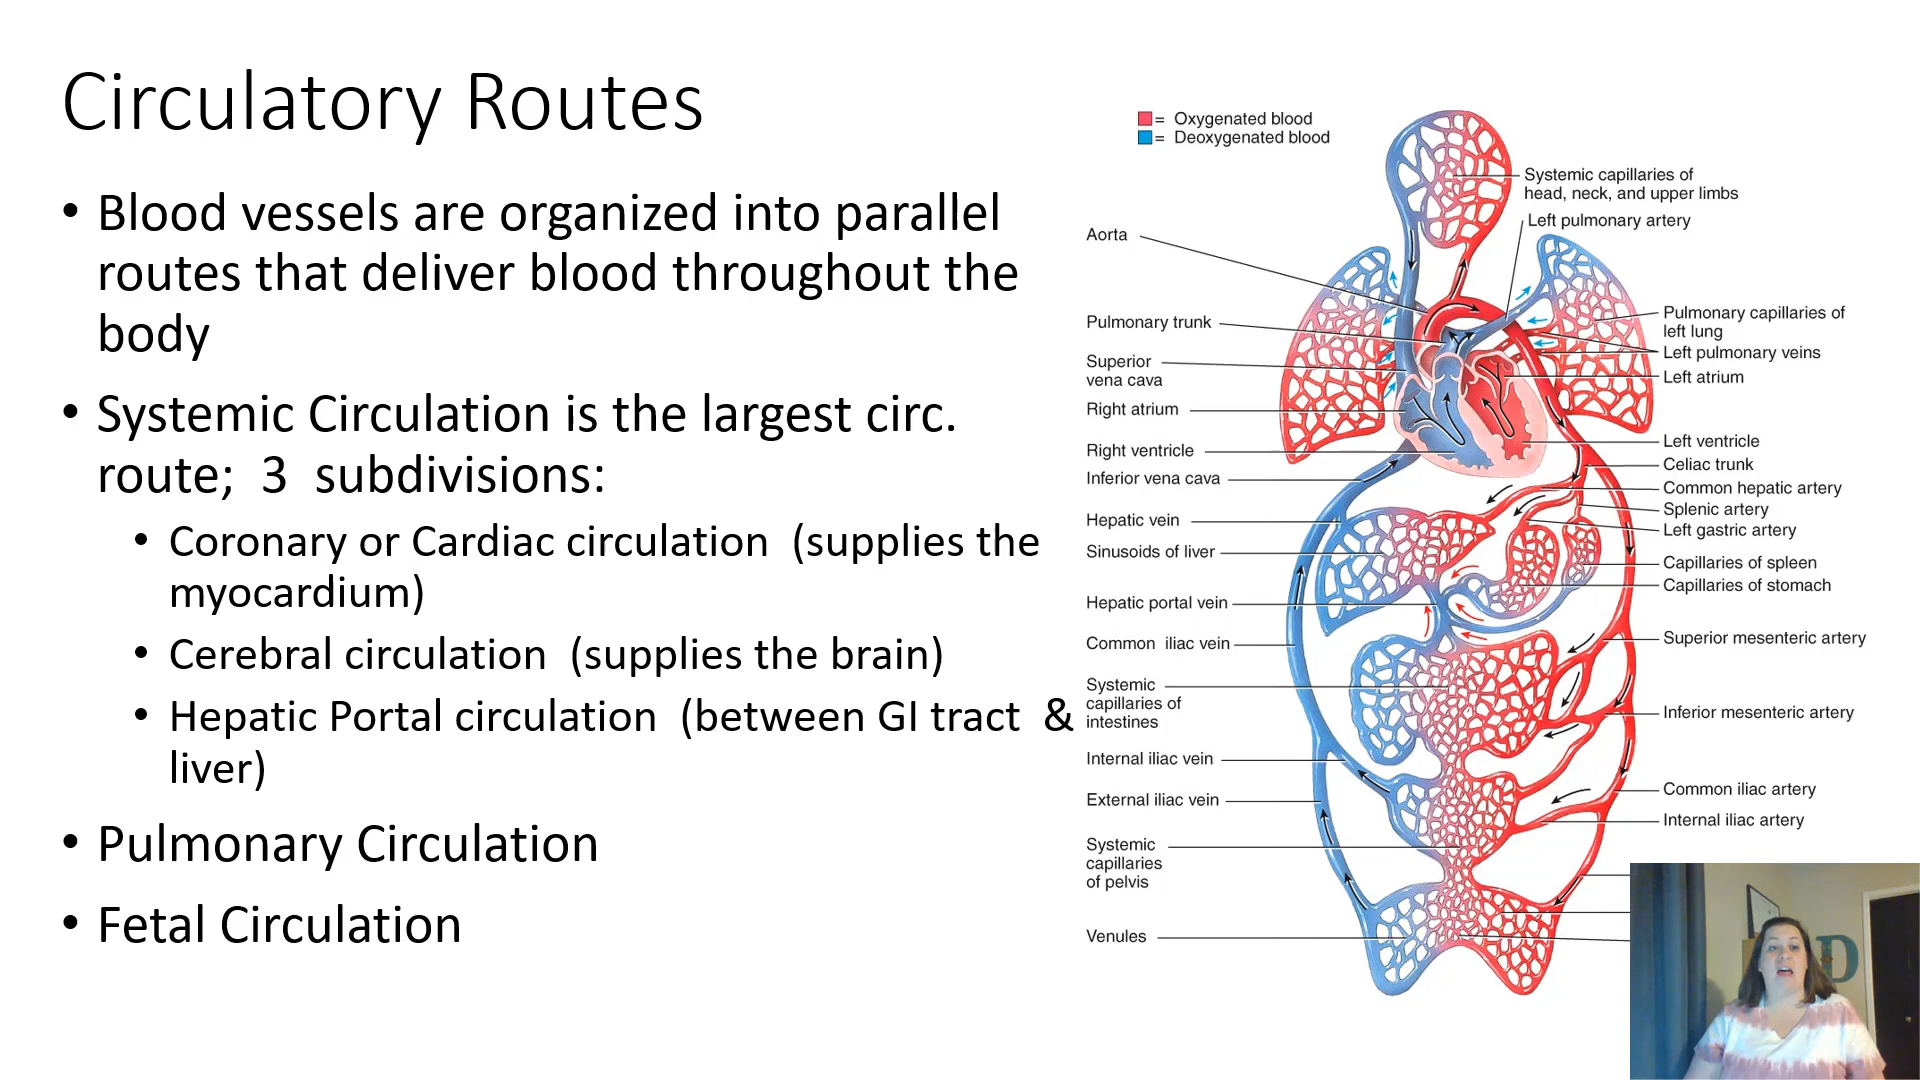 Circulatory Routes
• Blood vessels are organized into parallel
routes that deliver blood throughout the
body
• Systemic Circulation is the largest circ.
route; 3 subdivisions:
• Coronary or Cardiac circulation (supplies the
myocardium)
• Cerebral circulation (supplies the brain)
• Hepatic Portal circulation (between GI tract &
liver)
• Pulmonary Circulation
• Fetal Circulation
= Oxygenated blood
= Deoxygenated blood
Aorta
Pulmonary trunk
Superior
vena cava
Right atrium
Right ventricle
Inferior vena cava
Hepatic vein
Sinusoids of liver
Hepatic portal vein
Common iliac vein
Systemic
capillaries of
intestines
Internal iliac vein
External iliac vein
Systemic
capillaries
of pelvis
Venules
Systemic capillaries of
head, neck, and upper limbs
Left pulmonary artery
Pulmonary capillaries of
left lung
Left pulmonary veins
Left atrium
Left ventricle
Celiac trunk
Common hepatic artery
Splenic artery
Left gastric artery
Capillaries of spleen
Capillaries of stomach
Superior mesenteric artery
Inferior mesenteric artery
Common iliac artery
Internal iliac artery
D